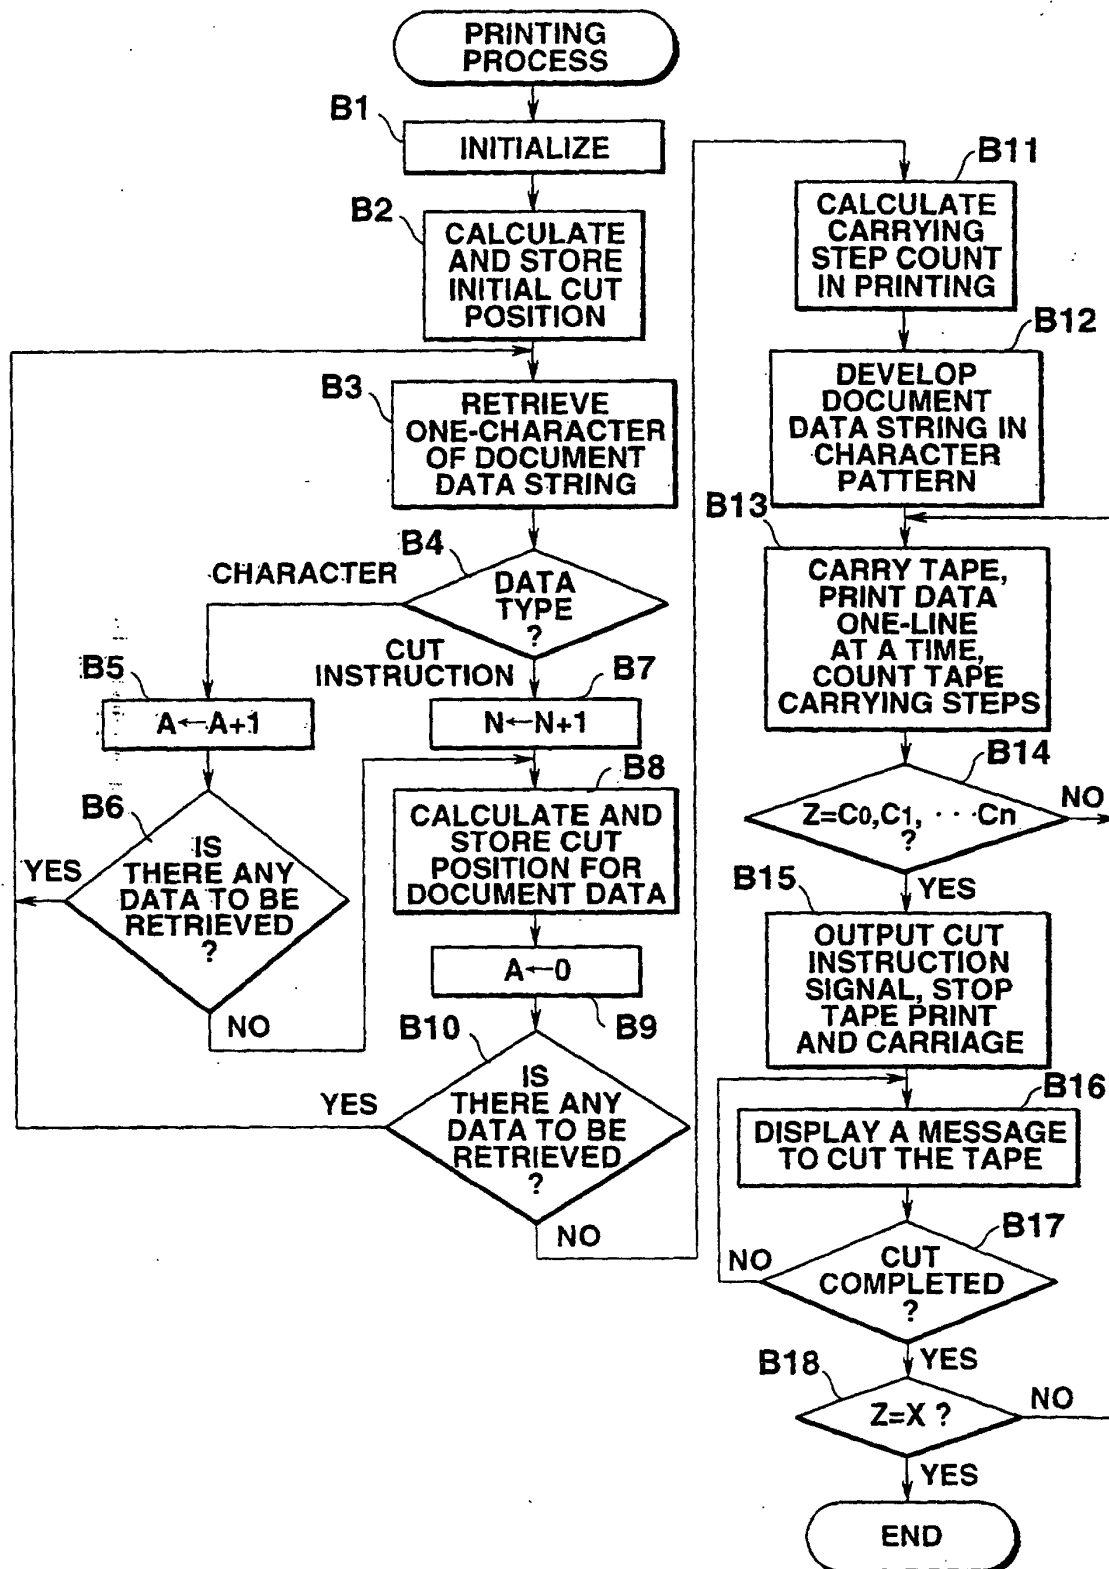 PRINTING
PROCESS
B1
INITIALIZE
B2
CALCULATE
AND STORE
INITIAL CUT
POSITION
B3
RETRIEVE
ONE-CHARACTER
OF DOCUMENT
DATA STRING
B4
CHARACTER
DATA
TYPE
?
CUT
INSTRUCTION
B5
A←A+1
B7
N←N+1
B6
IS
THERE ANY
DATA TO BE
RETRIEVED
?
YES
NO
B8
CALCULATE AND
STORE CUT
POSITION FOR
DOCUMENT DATA
A←0
B9
B10
IS
THERE ANY
DATA TO BE
RETRIEVED
?
YES
NO
B11
CALCULATE
CARRYING
STEP COUNT
IN PRINTING
B12
DEVELOP
DOCUMENT
DATA STRING IN
CHARACTER
PATTERN
B13
CARRY TAPE,
PRINT DATA
ONE-LINE
AT A TIME,
COUNT TAPE
CARRYING STEPS
B14
Z=C0,C1, ···Cn
?
NO
YES
B15
OUTPUT CUT
INSTRUCTION
SIGNAL, STOP
TAPE PRINT
AND CARRIAGE
B16
DISPLAY A MESSAGE
TO CUT THE TAPE
B17
CUT
COMPLETED
?
NO
YES
B18
Z=X ?
NO
YES
END